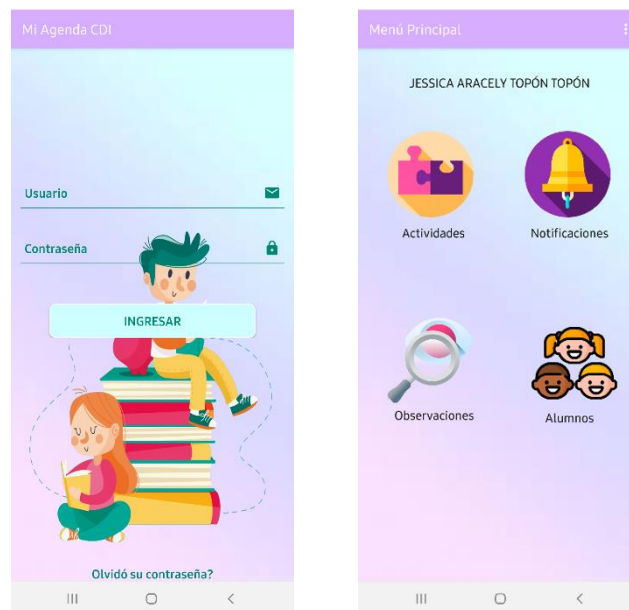 Mi Agenda CDI
Usuario
Contraseña
INGRESAR
Olvidó su contraseña?
Menú Principal
JESSICA ARACELY TOPÓN TOPÓN
Actividades
Notificaciones
Observaciones
Alumnos